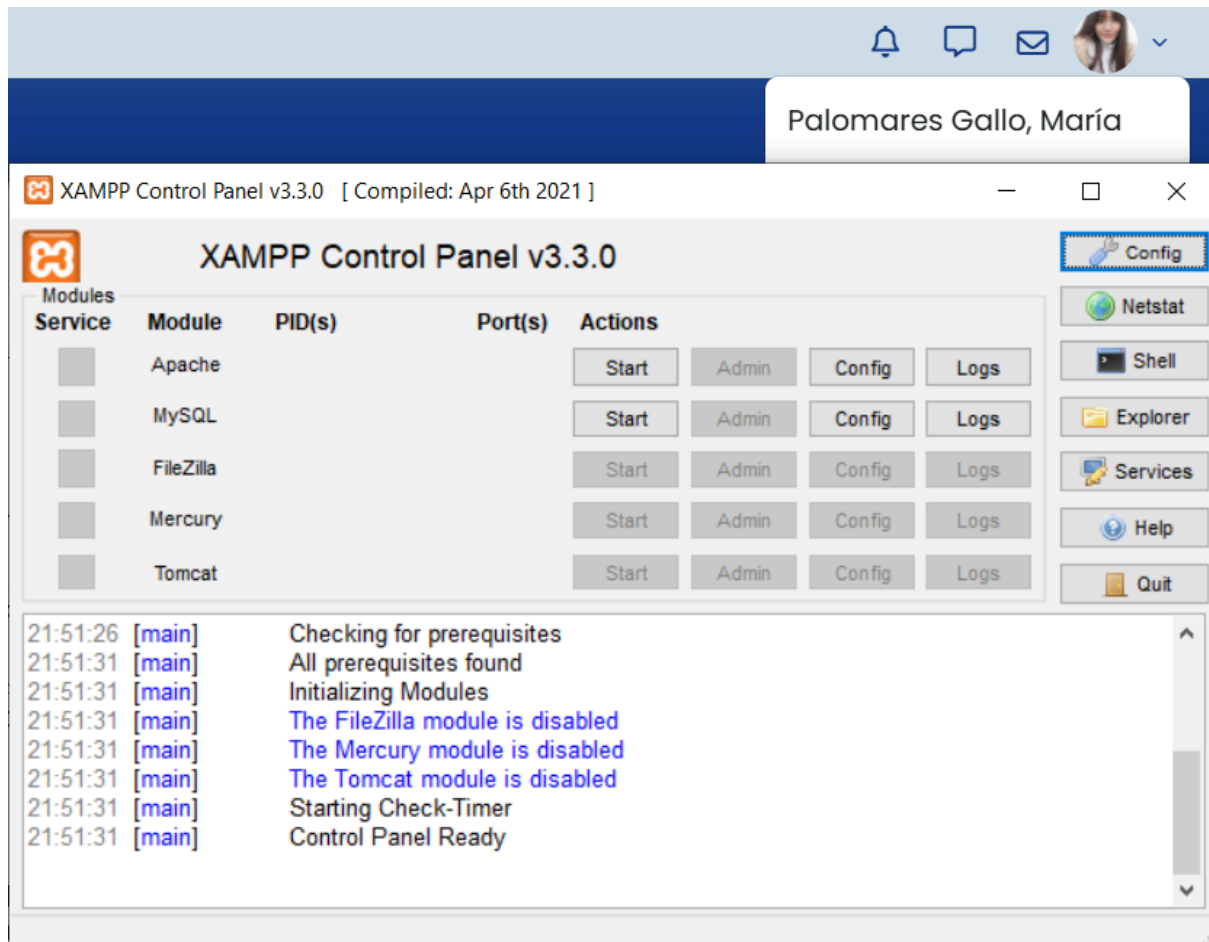 Palomares Gallo, María
XAMPP Control Panel v3.3.0 [ Compiled: Apr 6th 2021 ]
XAMPP Control Panel v3.3.0
Config
Modules
Service Module PID(s) Port(s) Actions
Netstat
Apache Start Admin Config Logs
Shell
MySQL Start Admin Config Logs
Explorer
FileZilla Start Admin Config Logs
Services
Mercury Start Admin Config Logs
Help
Tomcat Start Admin Config Logs
Quit
21:51:26 [main] Checking for prerequisites
21:51:31 [main] All prerequisites found
21:51:31 [main] Initializing Modules
21:51:31 [main] The FileZilla module is disabled
21:51:31 [main] The Mercury module is disabled
21:51:31 [main] The Tomcat module is disabled
21:51:31 [main] Starting Check-Timer
21:51:31 [main] Control Panel Ready